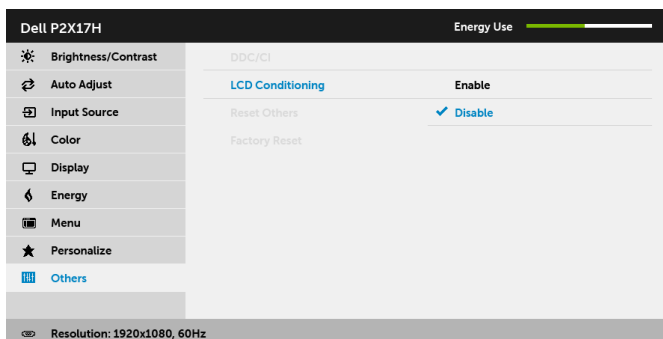 Dell P2X17H
Energy Use
Brightness/Contrast
DDC/CI
Auto Adjust
LCD Conditioning
Enable
Input Source
Reset Others
Disable
Color
Factory Reset
Display
Energy
Menu
Personalize
Others
Resolution: 1920x1080, 60Hz